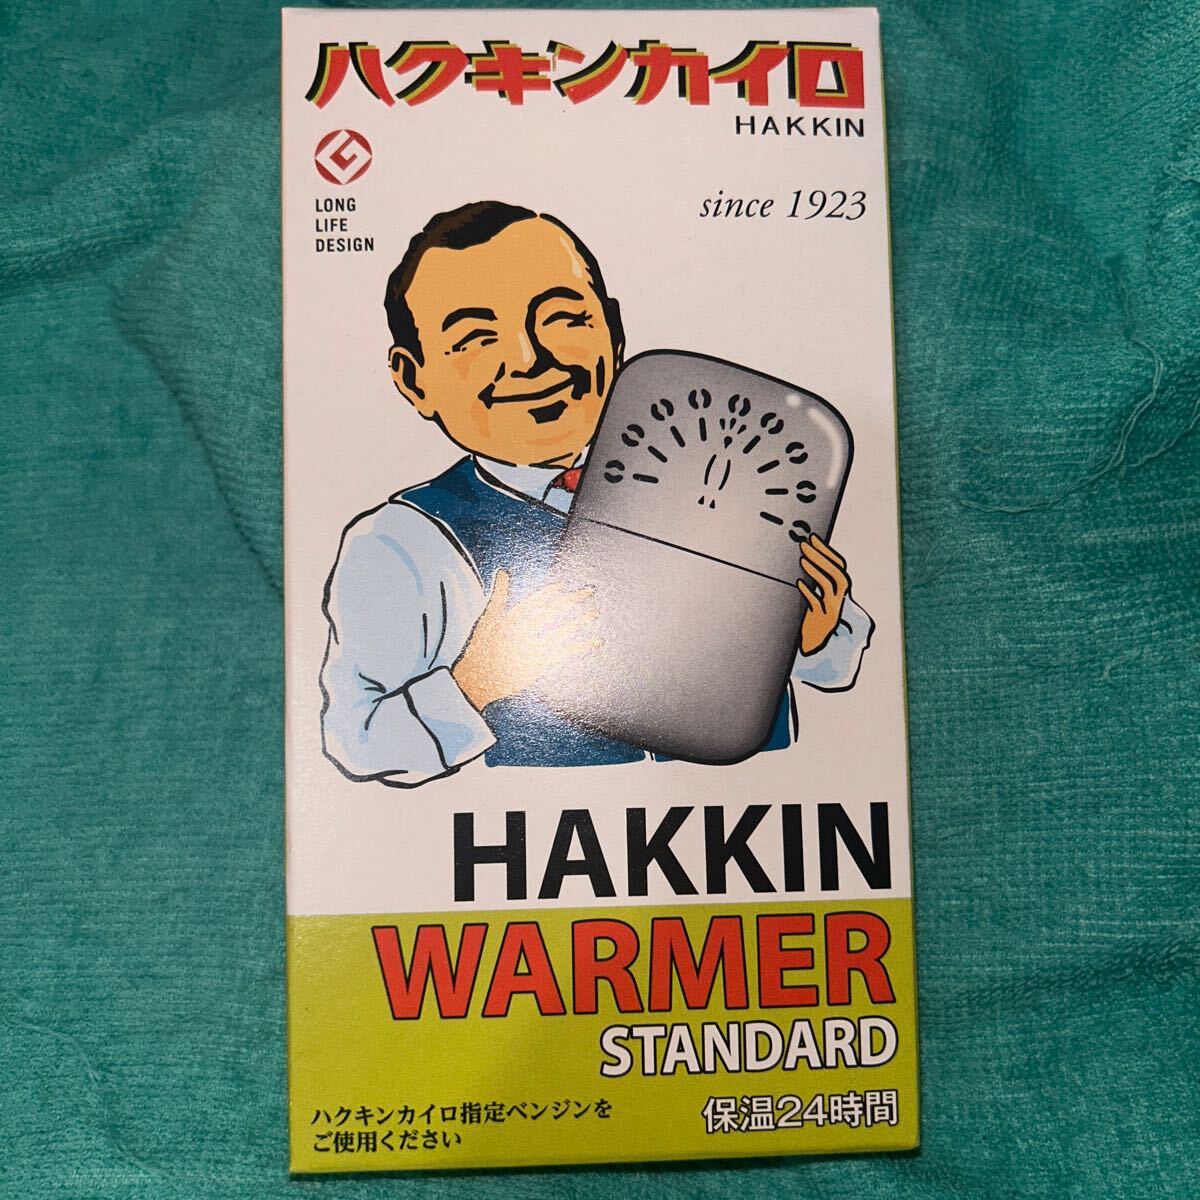 ハクキンカイロ
HAKKIN
LONG
LIFE
DESIGN
since 1923
HAKKIN
WARMER
STANDARD
ハクキンカイロ指定ベンジンを
ご使用ください
保温24時間